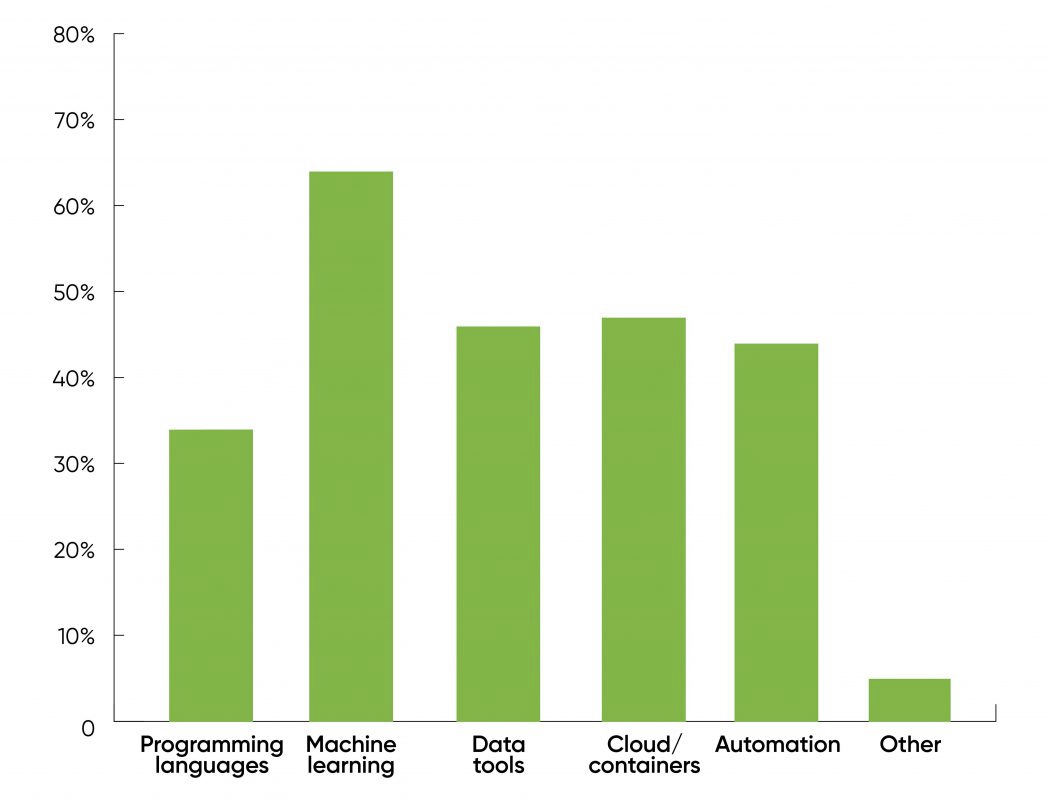 80%
70%
60%
50%
40%
30%
20%
10%
0
Programming
languages
Machine
learning
Data
tools
Cloud/
containers
Automation
Other